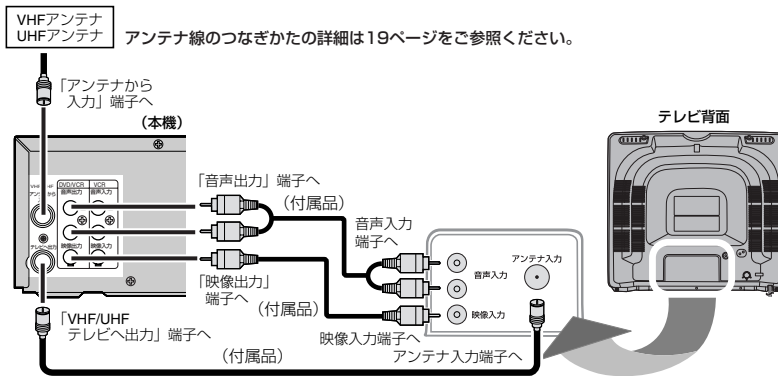 VHFアンテナ
UHFアンテナ
アンテナ線のつなぎかたの詳細は19ページをご参照ください。
「アンテナから
入力」端子へ
(本機)
テレビ背面
DVD/VCR
VCR
音声出力
音声入力
「音声出力」端子へ
(付属品)
音声入力
端子へ
アンテナ入力
音声入力
テレビへ出力
映像出力
映像入力
「映像出力」
端子へ
(付属品)
映像入力
「VHF/UHF
テレビへ出力」端子へ
映像入力端子へ
(付属品)
アンテナ入力端子へ